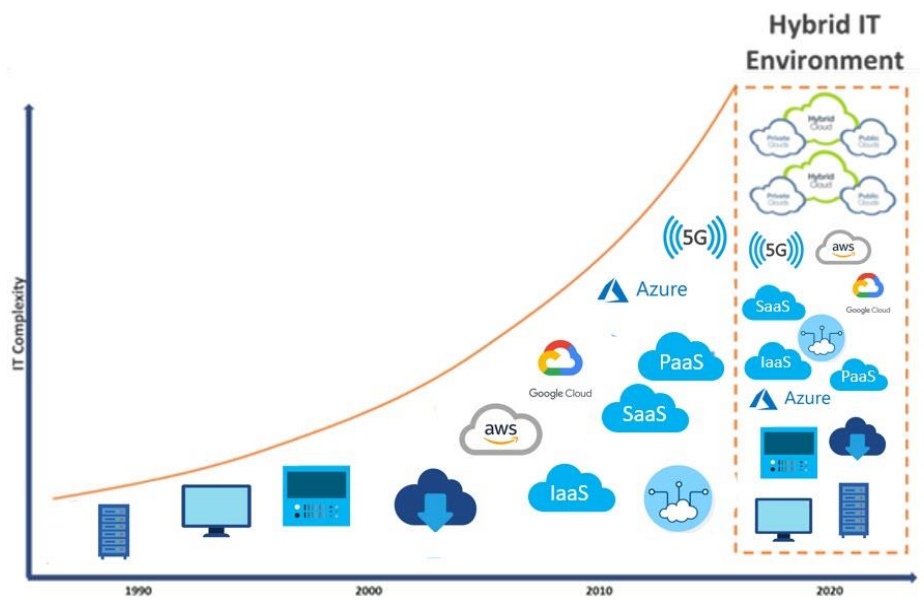 Hybrid IT
Environment
Hybrid
Cloud
Private
Clouds
Public
Clouds
Hybrid
Cloud
Private
Clouds
Public
Clouds
5G
5G
aws
Azure
SaaS
Google Cloud
IT Complexity
PaaS
IaaS
PaaS
Google Cloud
SaaS
Azure
aws
IaaS
1990
2000
2010
2020